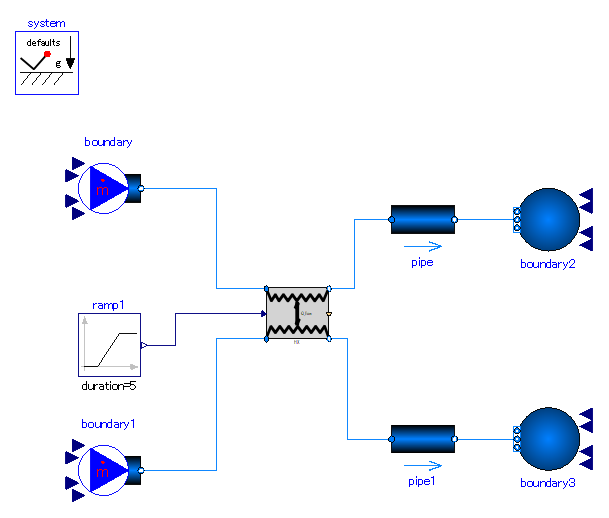 system
defaults
g
boundary
ṁ
boundary2
pipe
ramp1
duration=5
boundary1
ṁ
pipe1
boundary3